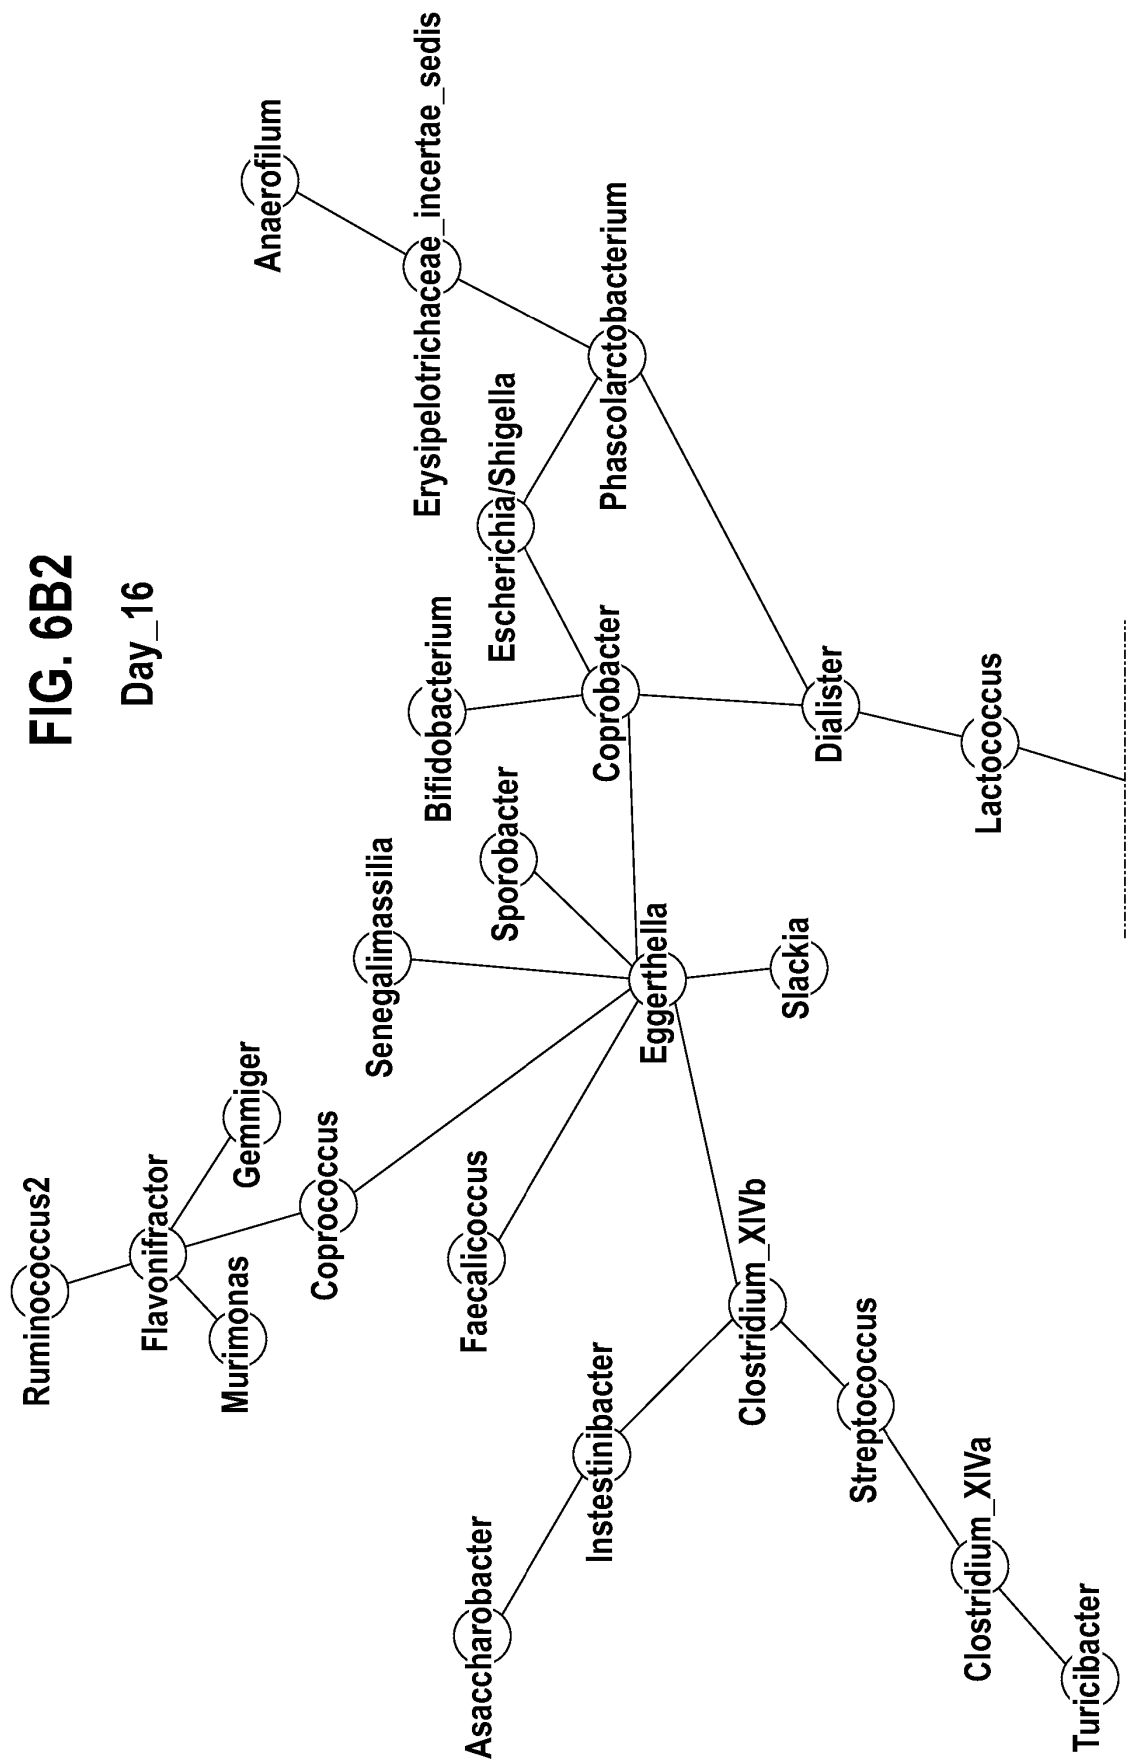 FIG. 6B2
Day_16
Ruminococcus2
Flavonifractor
Gemmiger
Murimonas
Coprococcus
Senegalimassilia
Bifidobacterium
Anaerofilum
Erysipelotrichaceae_incertae_sedis
Escherichia/Shigella
Sporobacter
Faecalicoccus
Asaccharobacter
Instestinibacter
Coprobacter
Phascolarctobacterium
Eggerthella
Clostridium_XIVb
Slackia
Dialister
Streptococcus
Lactococcus
Clostridium_XIVa
Turicibacter